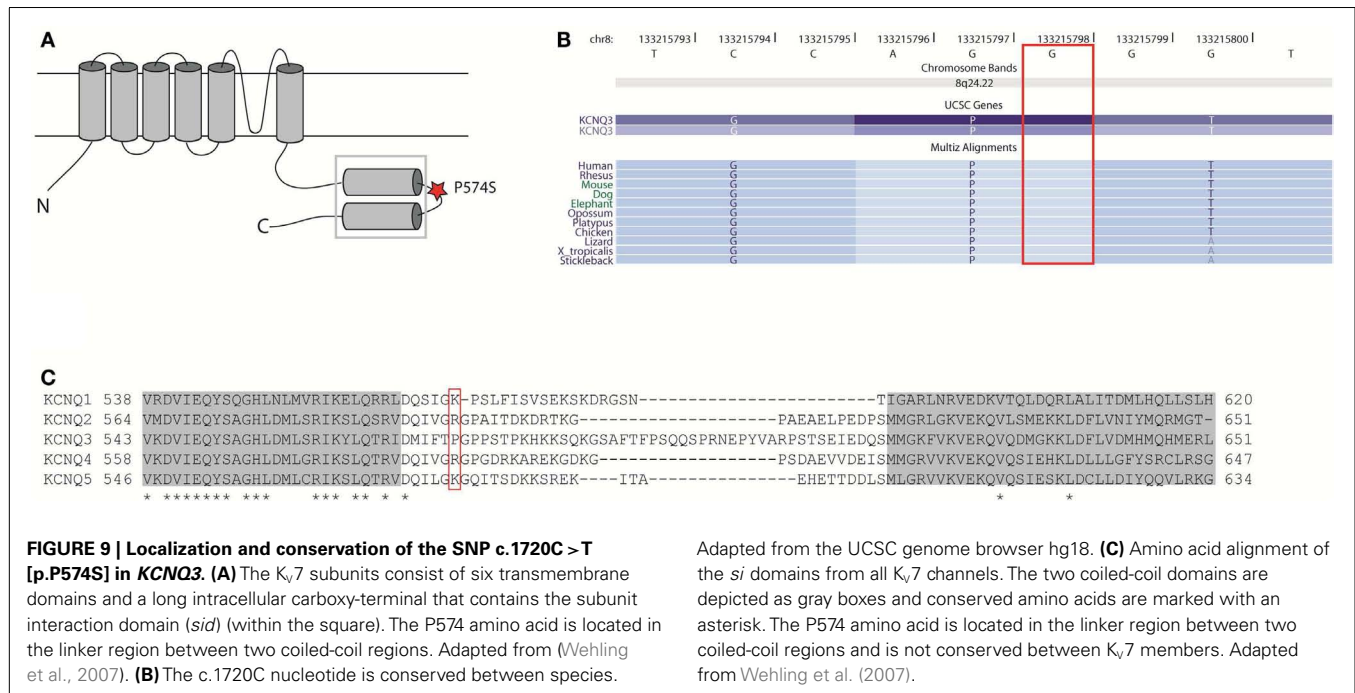 A
N
C
P574S
B
chr8: 133215793 133215794 133215795 133215796 133215797 133215798 133215799 133215800
T C C A G G G G T
Chromosome Bands
8q24.22
UCSC Genes
KCNQ3 G P T
KCNQ3 G P T
Multiz Alignments
Human G P T
Rhesus G P T
Mouse G P T
Dog G P T
Elephant G P T
Opossum G P T
Platypus G P T
Chicken G P T
Lizard G P A
X_tropicalis G P A
Stickleback G P A
C
KCNQ1 538 VRDVIEQYSQGHLNLMVRIKELQRRLDQSIGK-PSLFISVSEKSKDRGSN----------------TIGARLNRVEDKVTQLDQRLALITDMLHQLLSLH 620
KCNQ2 564 VMDVIEQYSAGHLDMLSRIKSLQSRVDQIVGRGPAITDKDRTKG-------------PAEAELPEDPSMMGRLGKVEKQVLSMEKKLDFLVNIYMQRMGT- 651
KCNQ3 543 VKDVIEQYSAGHLDMLSRIKYLQTRIDMIFTPGPPSTPKHKKSQKGSAFTFPSQQSPRNEPYVARPSTSEIEDQSMMGKFVKVERQVQDMGKKLDFLVDMHMQHMERL 651
KCNQ4 558 VKDVIEQYSAGHLDMLGRIKSLQTRVDQIVGRGPGDRKAREKGDKG-----------PSDAEVVDEISMMGRVVKVEKQVQSIEHKLDLLLGFYSRCLRSG 647
KCNQ5 546 VKDVIEQYSAGHLDMLCRIKSLQTRVDQILGKGQITSDKKSREK----ITA------------EHETTDDLSMLGRVVKVEKQVQSIESKLDCLLDIYQQVLRKG 634
* ******* *** *** ** * * * *
FIGURE 9 | Localization and conservation of the SNP c.1720C > T
[p.P574S] in KCNQ3. (A) The KV7 subunits consist of six transmembrane
domains and a long intracellular carboxy-terminal that contains the subunit
interaction domain (sid) (within the square). The P574 amino acid is located in
the linker region between two coiled-coil regions. Adapted from (Wehling
et al., 2007). (B) The c.1720C nucleotide is conserved between species.
Adapted from the UCSC genome browser hg18. (C) Amino acid alignment of
the si domains from all KV7 channels. The two coiled-coil domains are
depicted as gray boxes and conserved amino acids are marked with an
asterisk. The P574 amino acid is located in the linker region between two
coiled-coil regions and is not conserved between KV7 members. Adapted
from Wehling et al. (2007).